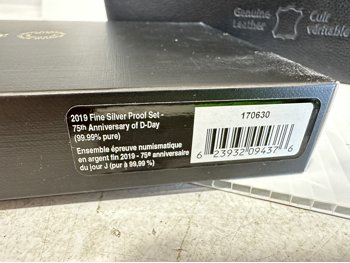 Genuine
Leather
Cuir
véritable
2019 Fine Silver Proof Set -
75th Anniversary of D-Day
(99.99% pure)
Ensemble épreuve numismatique
en argent fin 2019 - 75e anniversaire
du jour J (pur à 99,99 %)
170630
6 23932 09437 6